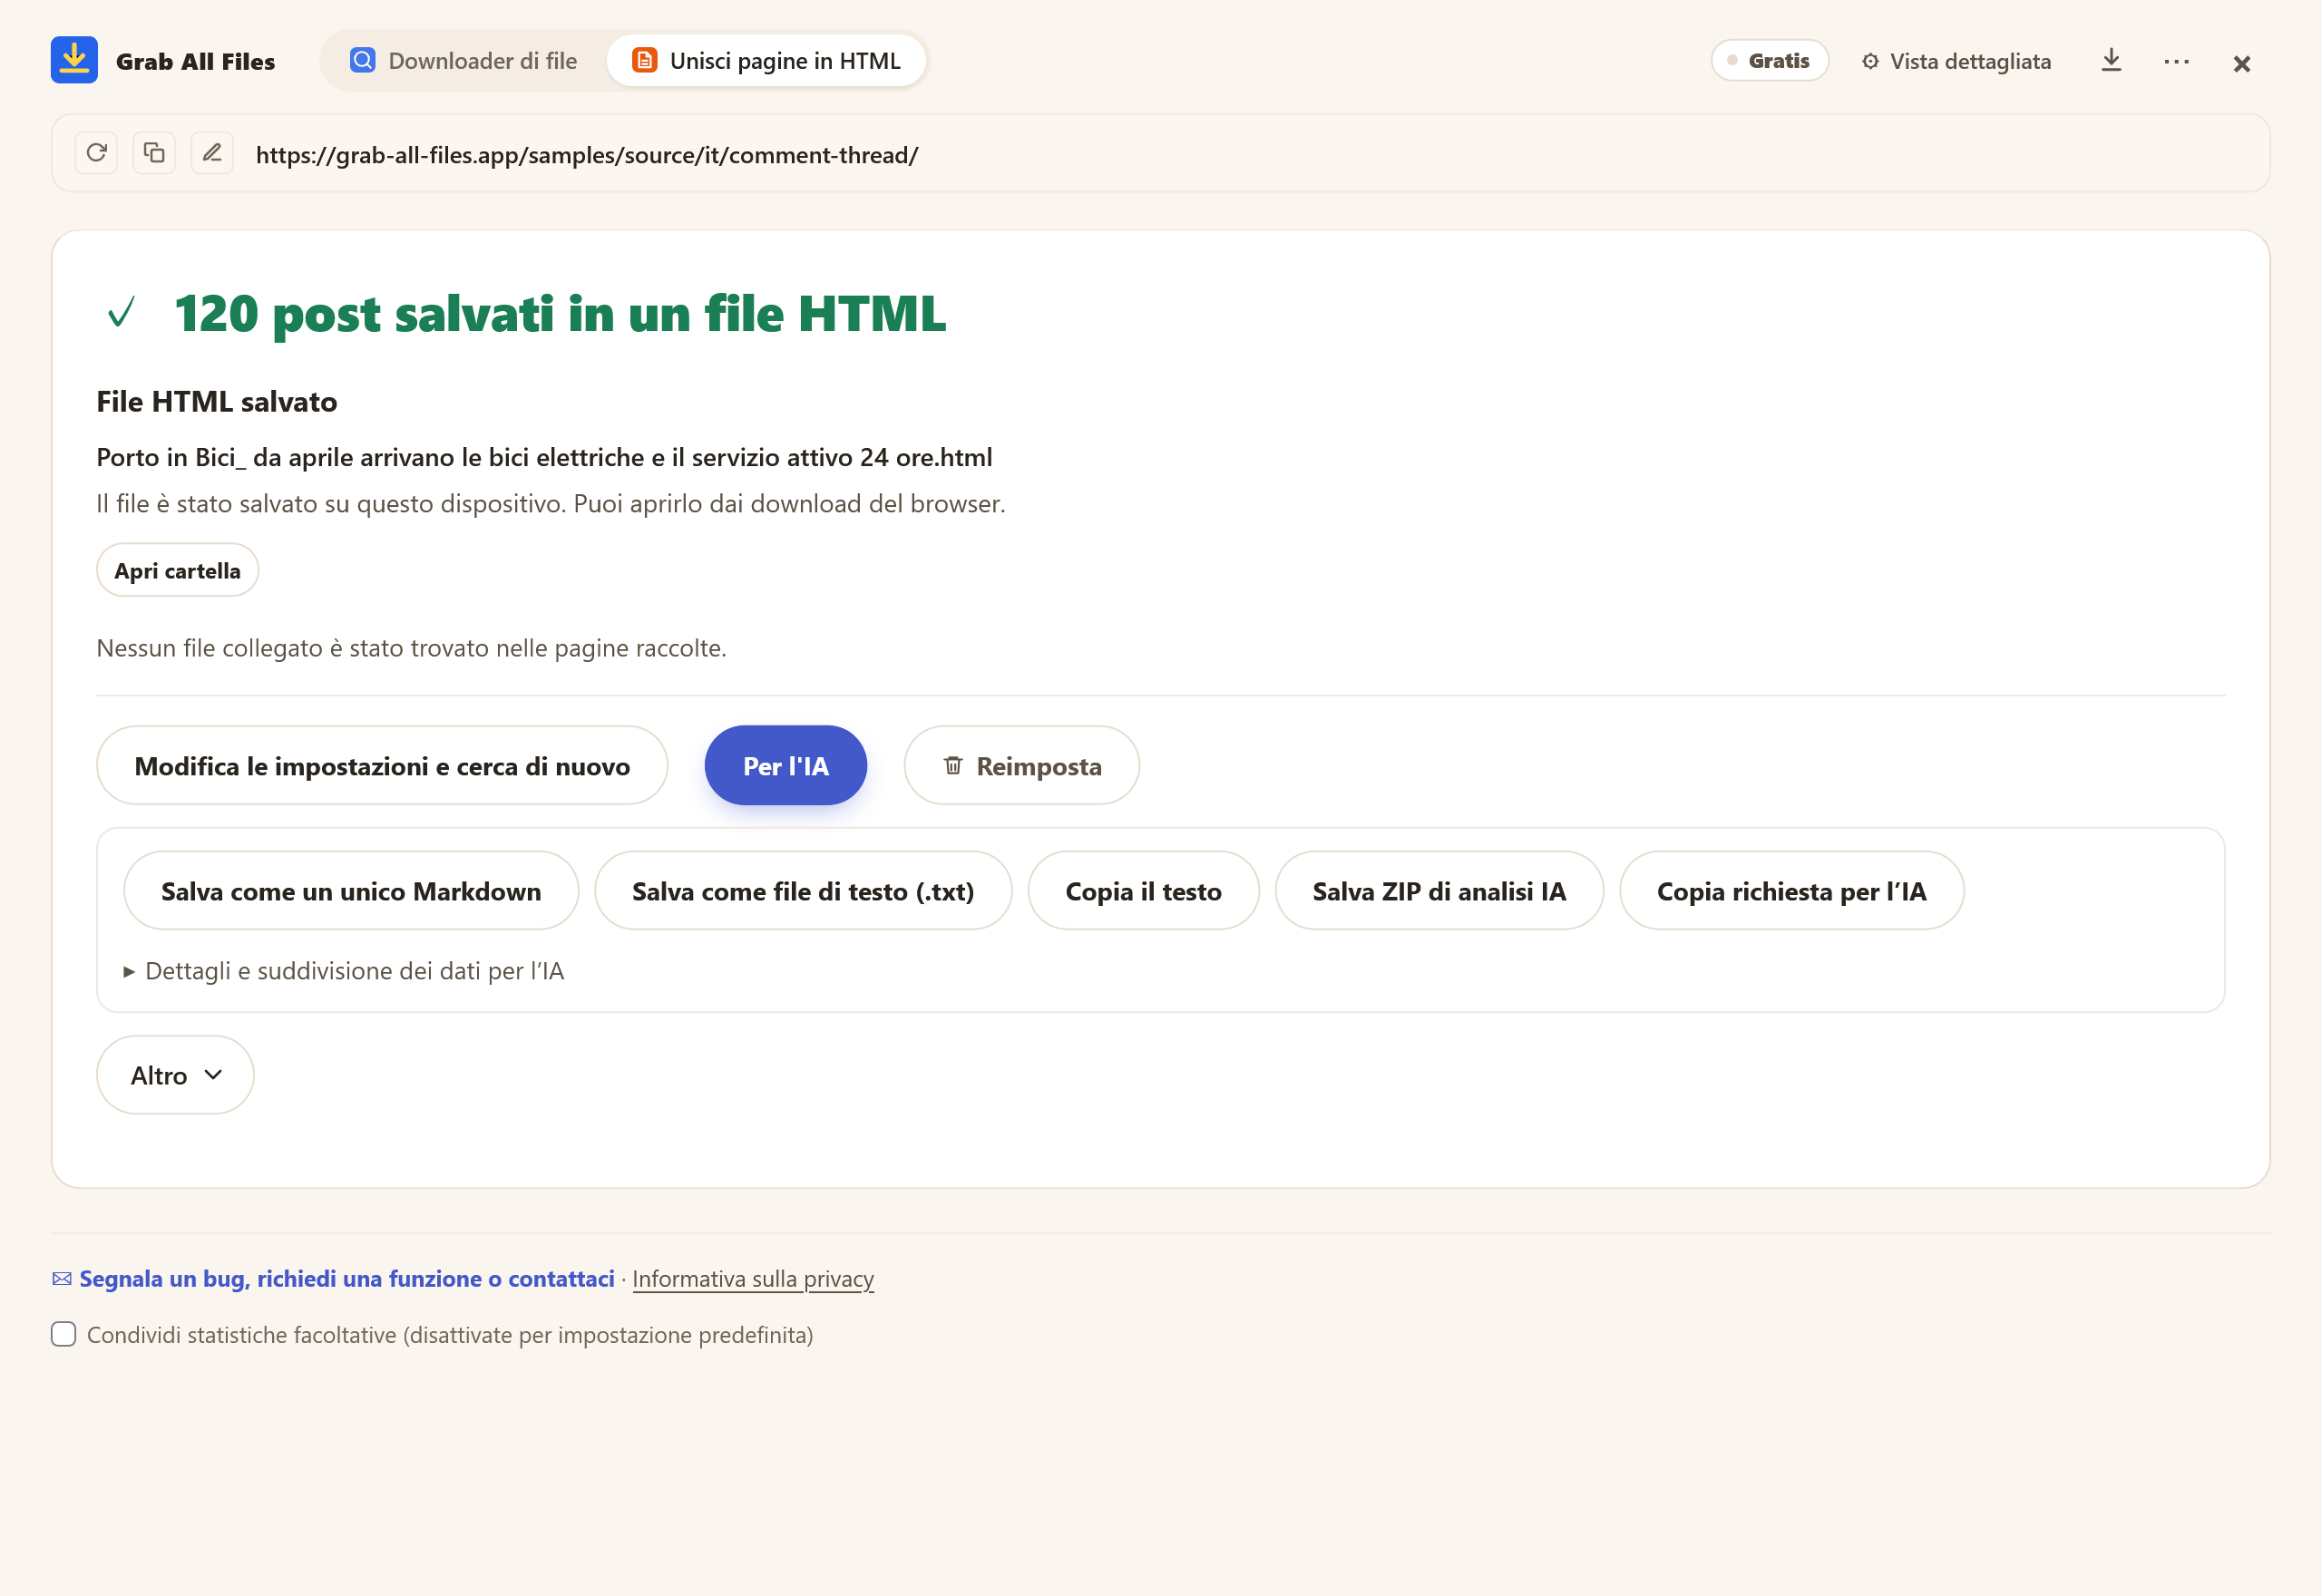 Grab All Files
Downloader di file
Unisci pagine in HTML
Gratis
Vista dettagliata
https://grab-all-files.app/samples/source/it/comment-thread/
120 post salvati in un file HTML
File HTML salvato
Porto in Bici_ da aprile arrivano le bici elettriche e il servizio attivo 24 ore.html
Il file è stato salvato su questo dispositivo. Puoi aprirlo dai download del browser.
Apri cartella
Nessun file collegato è stato trovato nelle pagine raccolte.
Modifica le impostazioni e cerca di nuovo
Per l'IA
Reimposta
Salva come un unico Markdown
Salva come file di testo (.txt)
Copia il testo
Salva ZIP di analisi IA
Copia richiesta per l’IA
Dettagli e suddivisione dei dati per l’IA
Altro
Segnala un bug, richiedi una funzione o contattaci · Informativa sulla privacy
Condividi statistiche facoltative (disattivate per impostazione predefinita)